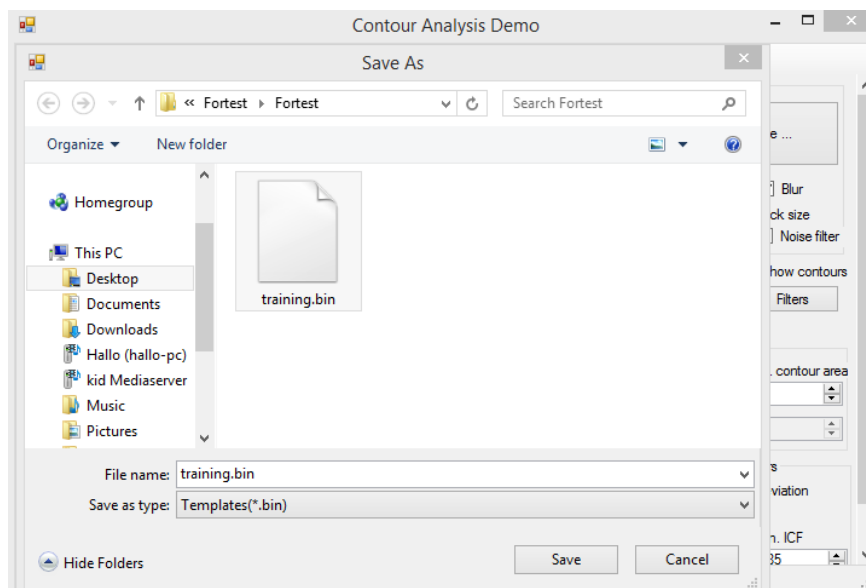 Contour Analysis Demo
Save As
« Fortest Fortest
Search Fortest
Organize New folder
e ...
Homegroup
Blur
ck size
Noise filter
This PC
Desktop
how contours
Documents
training.bin
Filters
Downloads
Hallo (hallo-pc)
kid Mediaserver
. contour area
Music
Pictures
File name: training.bin
rs
Save as type: Templates(*.bin)
viation
n. ICF
Hide Folders Save Cancel
35